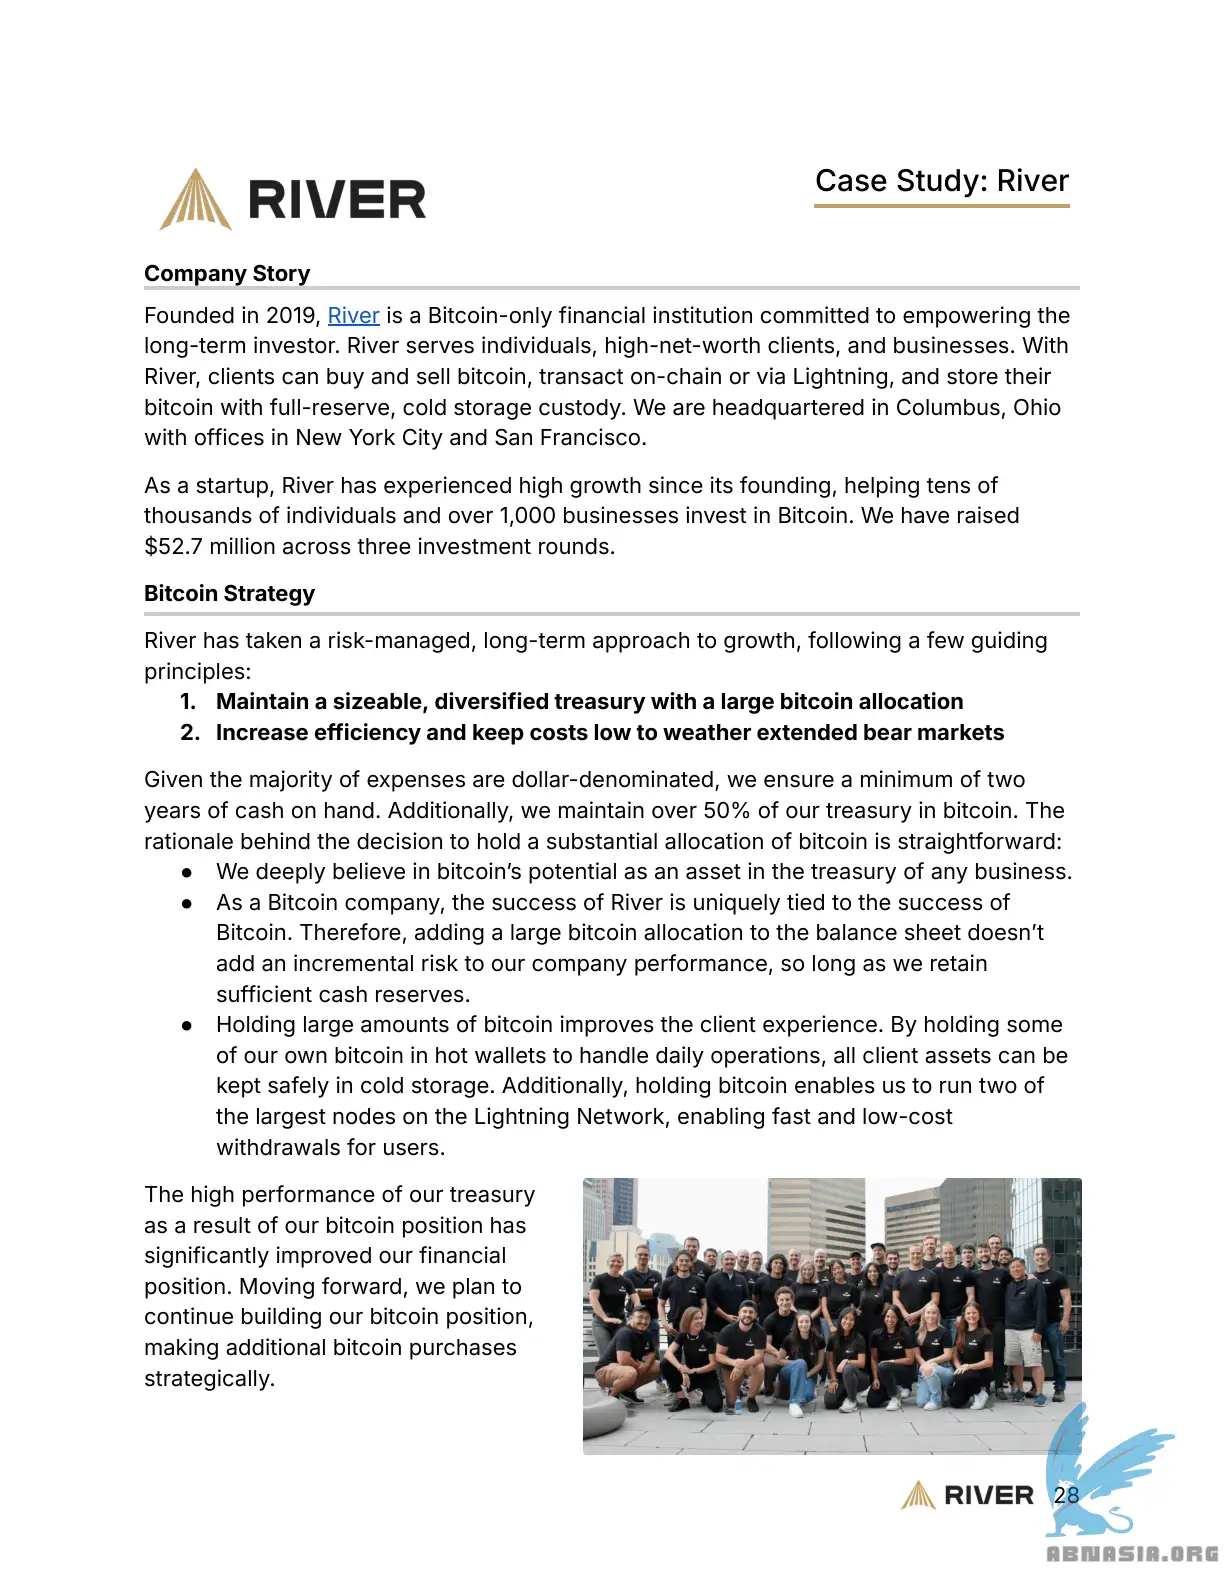 RIVER
Case Study: River
Company Story
Founded in 2019, River is a Bitcoin-only financial institution committed to empowering the
long-term investor. River serves individuals, high-net-worth clients, and businesses. With
River, clients can buy and sell bitcoin, transact on-chain or via Lightning, and store their
bitcoin with full-reserve, cold storage custody. We are headquartered in Columbus, Ohio
with offices in New York City and San Francisco.
As a startup, River has experienced high growth since its founding, helping tens of
thousands of individuals and over 1,000 businesses invest in Bitcoin. We have raised
$52.7 million across three investment rounds.
Bitcoin Strategy
River has taken a risk-managed, long-term approach to growth, following a few guiding
principles:
1. Maintain a sizeable, diversified treasury with a large bitcoin allocation
2. Increase efficiency and keep costs low to weather extended bear markets
Given the majority of expenses are dollar-denominated, we ensure a minimum of two
years of cash on hand. Additionally, we maintain over 50% of our treasury in bitcoin. The
rationale behind the decision to hold a substantial allocation of bitcoin is straightforward:
● We deeply believe in bitcoin’s potential as an asset in the treasury of any business.
● As a Bitcoin company, the success of River is uniquely tied to the success of
Bitcoin. Therefore, adding a large bitcoin allocation to the balance sheet doesn’t
add an incremental risk to our company performance, so long as we retain
sufficient cash reserves.
● Holding large amounts of bitcoin improves the client experience. By holding some
of our own bitcoin in hot wallets to handle daily operations, all client assets can be
kept safely in cold storage. Additionally, holding bitcoin enables us to run two of
the largest nodes on the Lightning Network, enabling fast and low-cost
withdrawals for users.
The high performance of our treasury
as a result of our bitcoin position has
significantly improved our financial
position. Moving forward, we plan to
continue building our bitcoin position,
making additional bitcoin purchases
strategically.
RIVER 28
ABNASIA.ORG